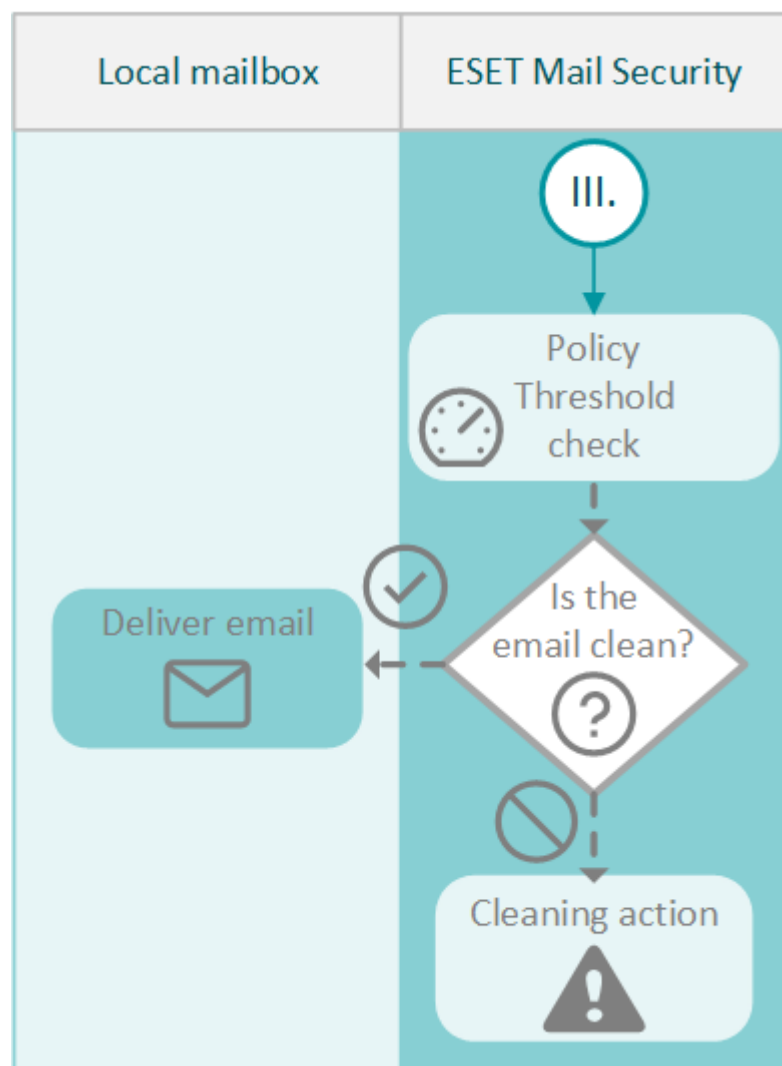 Local mailbox
ESET Mail Security
III.
Policy
Threshold
check
Is the
email clean?
?
Deliver email
Cleaning action
!